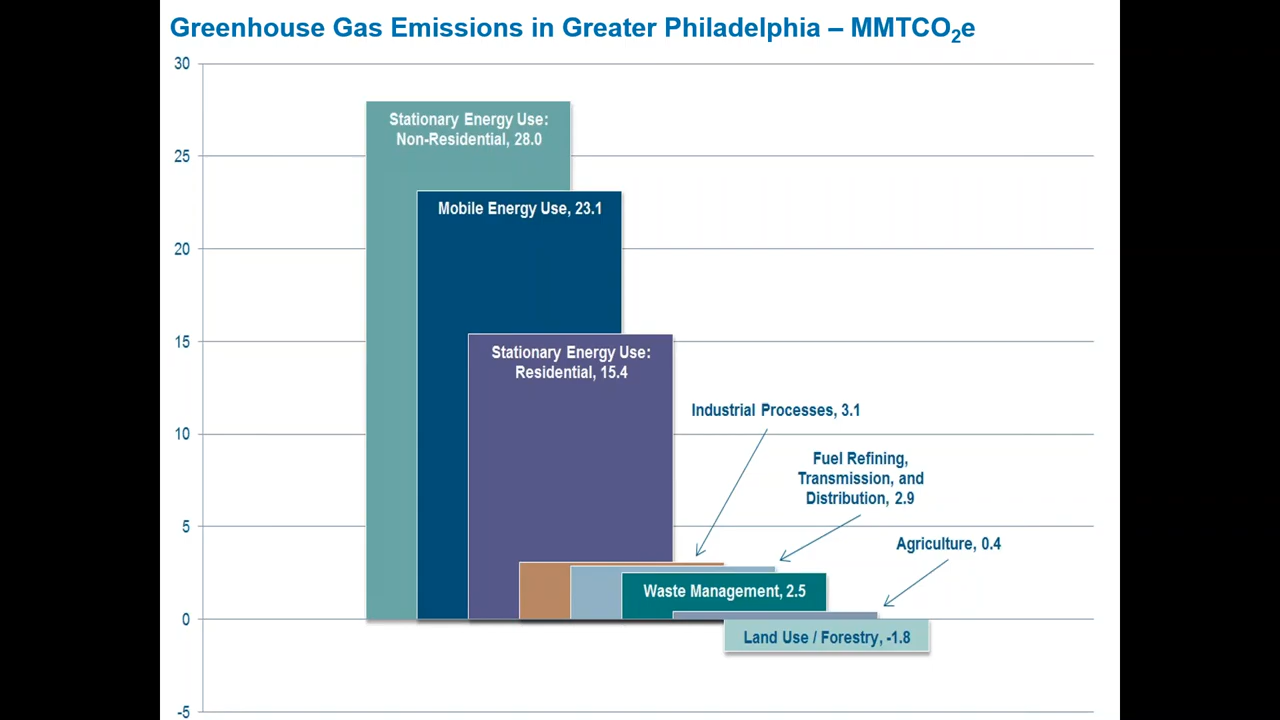 Greenhouse Gas Emissions in Greater Philadelphia – MMTCO₂e
30
25
20
15
10
5
0
-5
Stationary Energy Use:
Non-Residential, 28.0
Mobile Energy Use, 23.1
Stationary Energy Use:
Residential, 15.4
Industrial Processes, 3.1
Fuel Refining,
Transmission, and
Distribution, 2.9
Agriculture, 0.4
Waste Management, 2.5
Land Use / Forestry, -1.8